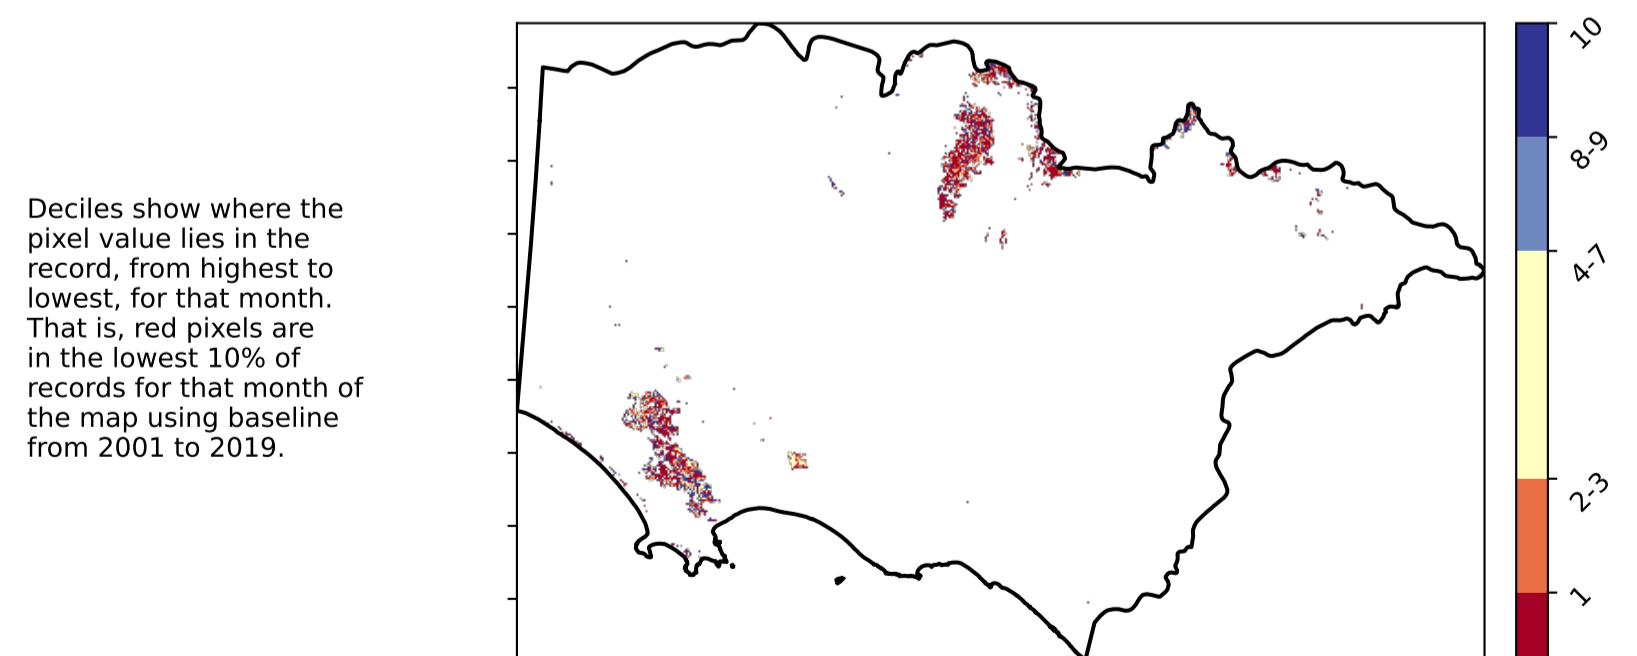 Deciles show where the
pixel value lies in the
record, from highest to
lowest, for that month.
That is, red pixels are
in the lowest 10% of
records for that month of
the map using baseline
from 2001 to 2019.
10
8-9
4-7
2-3
1